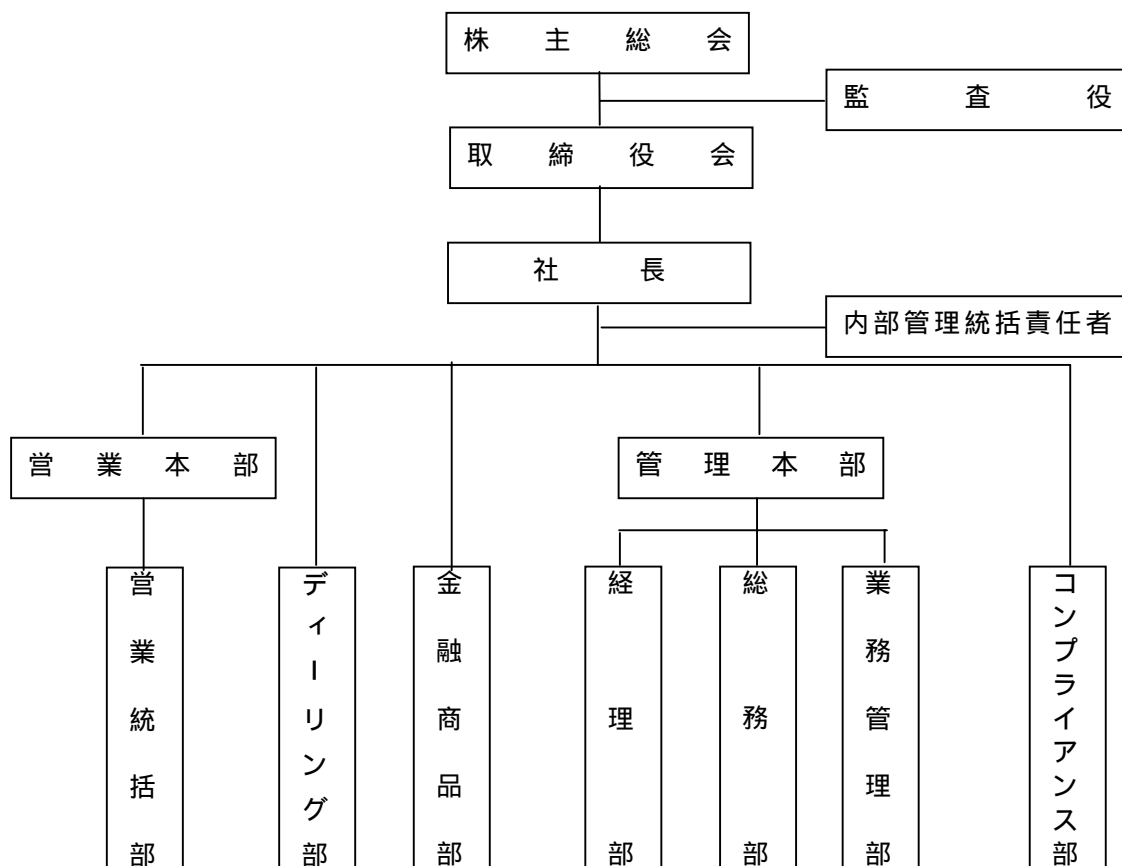 株主総会
監査役
取締役会
社長
内部管理統括責任者
営業本部
管理本部
営業統括部
ディーリング部
金融商品部
経理部
総務部
業務管理部
コンプライアンス部